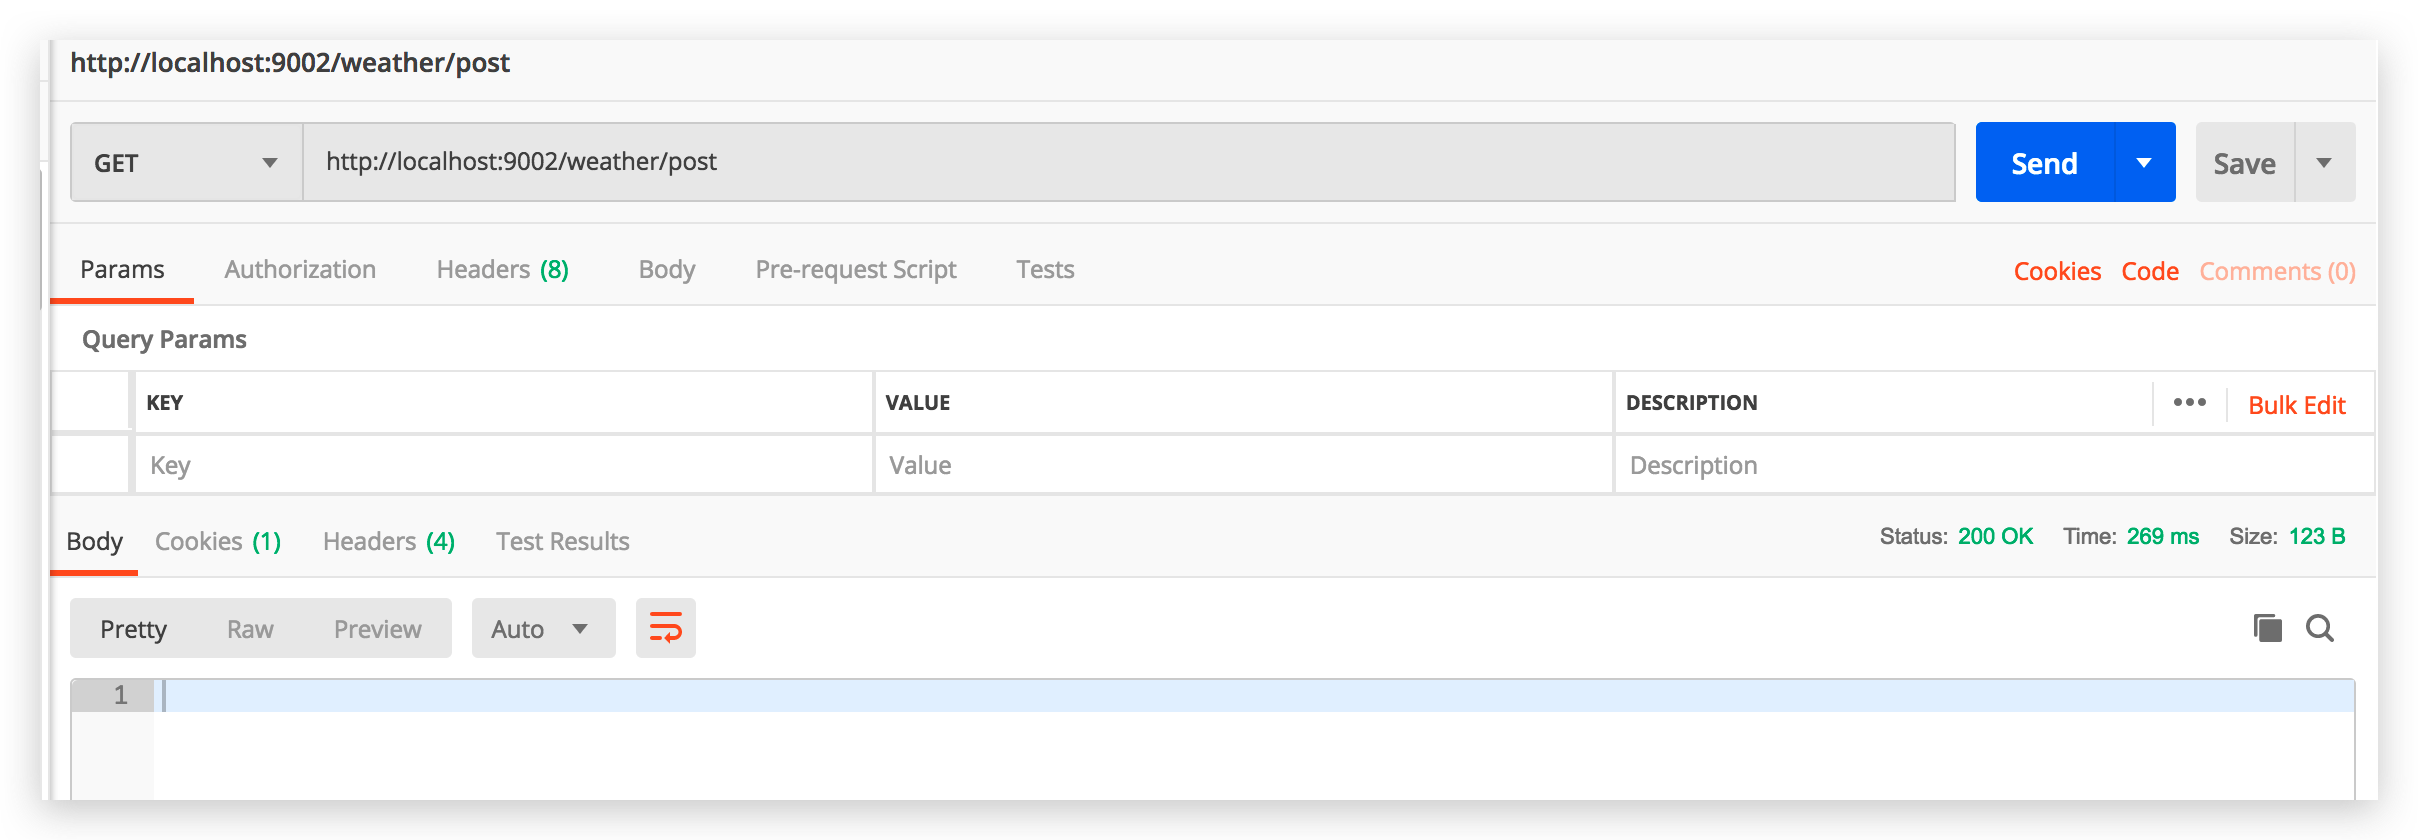 http://localhost:9002/weather/post
GET http://localhost:9002/weather/post Send Save
Params Authorization Headers (8) Body Pre-request Script Tests Cookies Code Comments (0)
Query Params
KEY VALUE DESCRIPTION ••• Bulk Edit
Key Value Description
Body Cookies (1) Headers (4) Test Results Status: 200 OK Time: 269 ms Size: 123 B
Pretty Raw Preview Auto
1